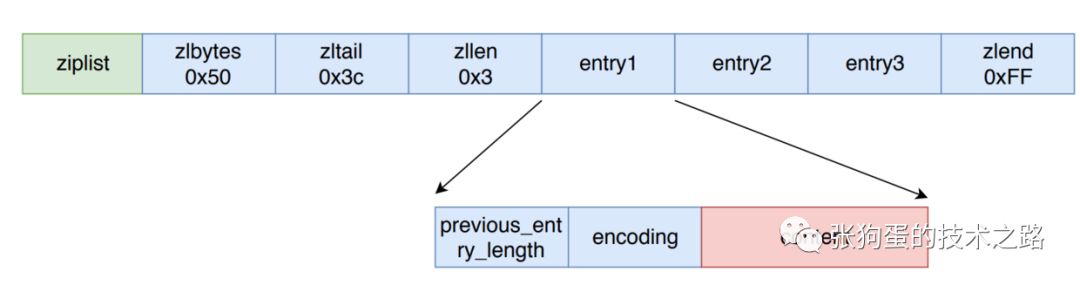 ziplist
zlbytes
0x50
zltail
0x3c
zllen
0x3
entry1
entry2
entry3
zlend
0xFF
previous_ent
ry_length
encoding
张狗蛋的技术之路